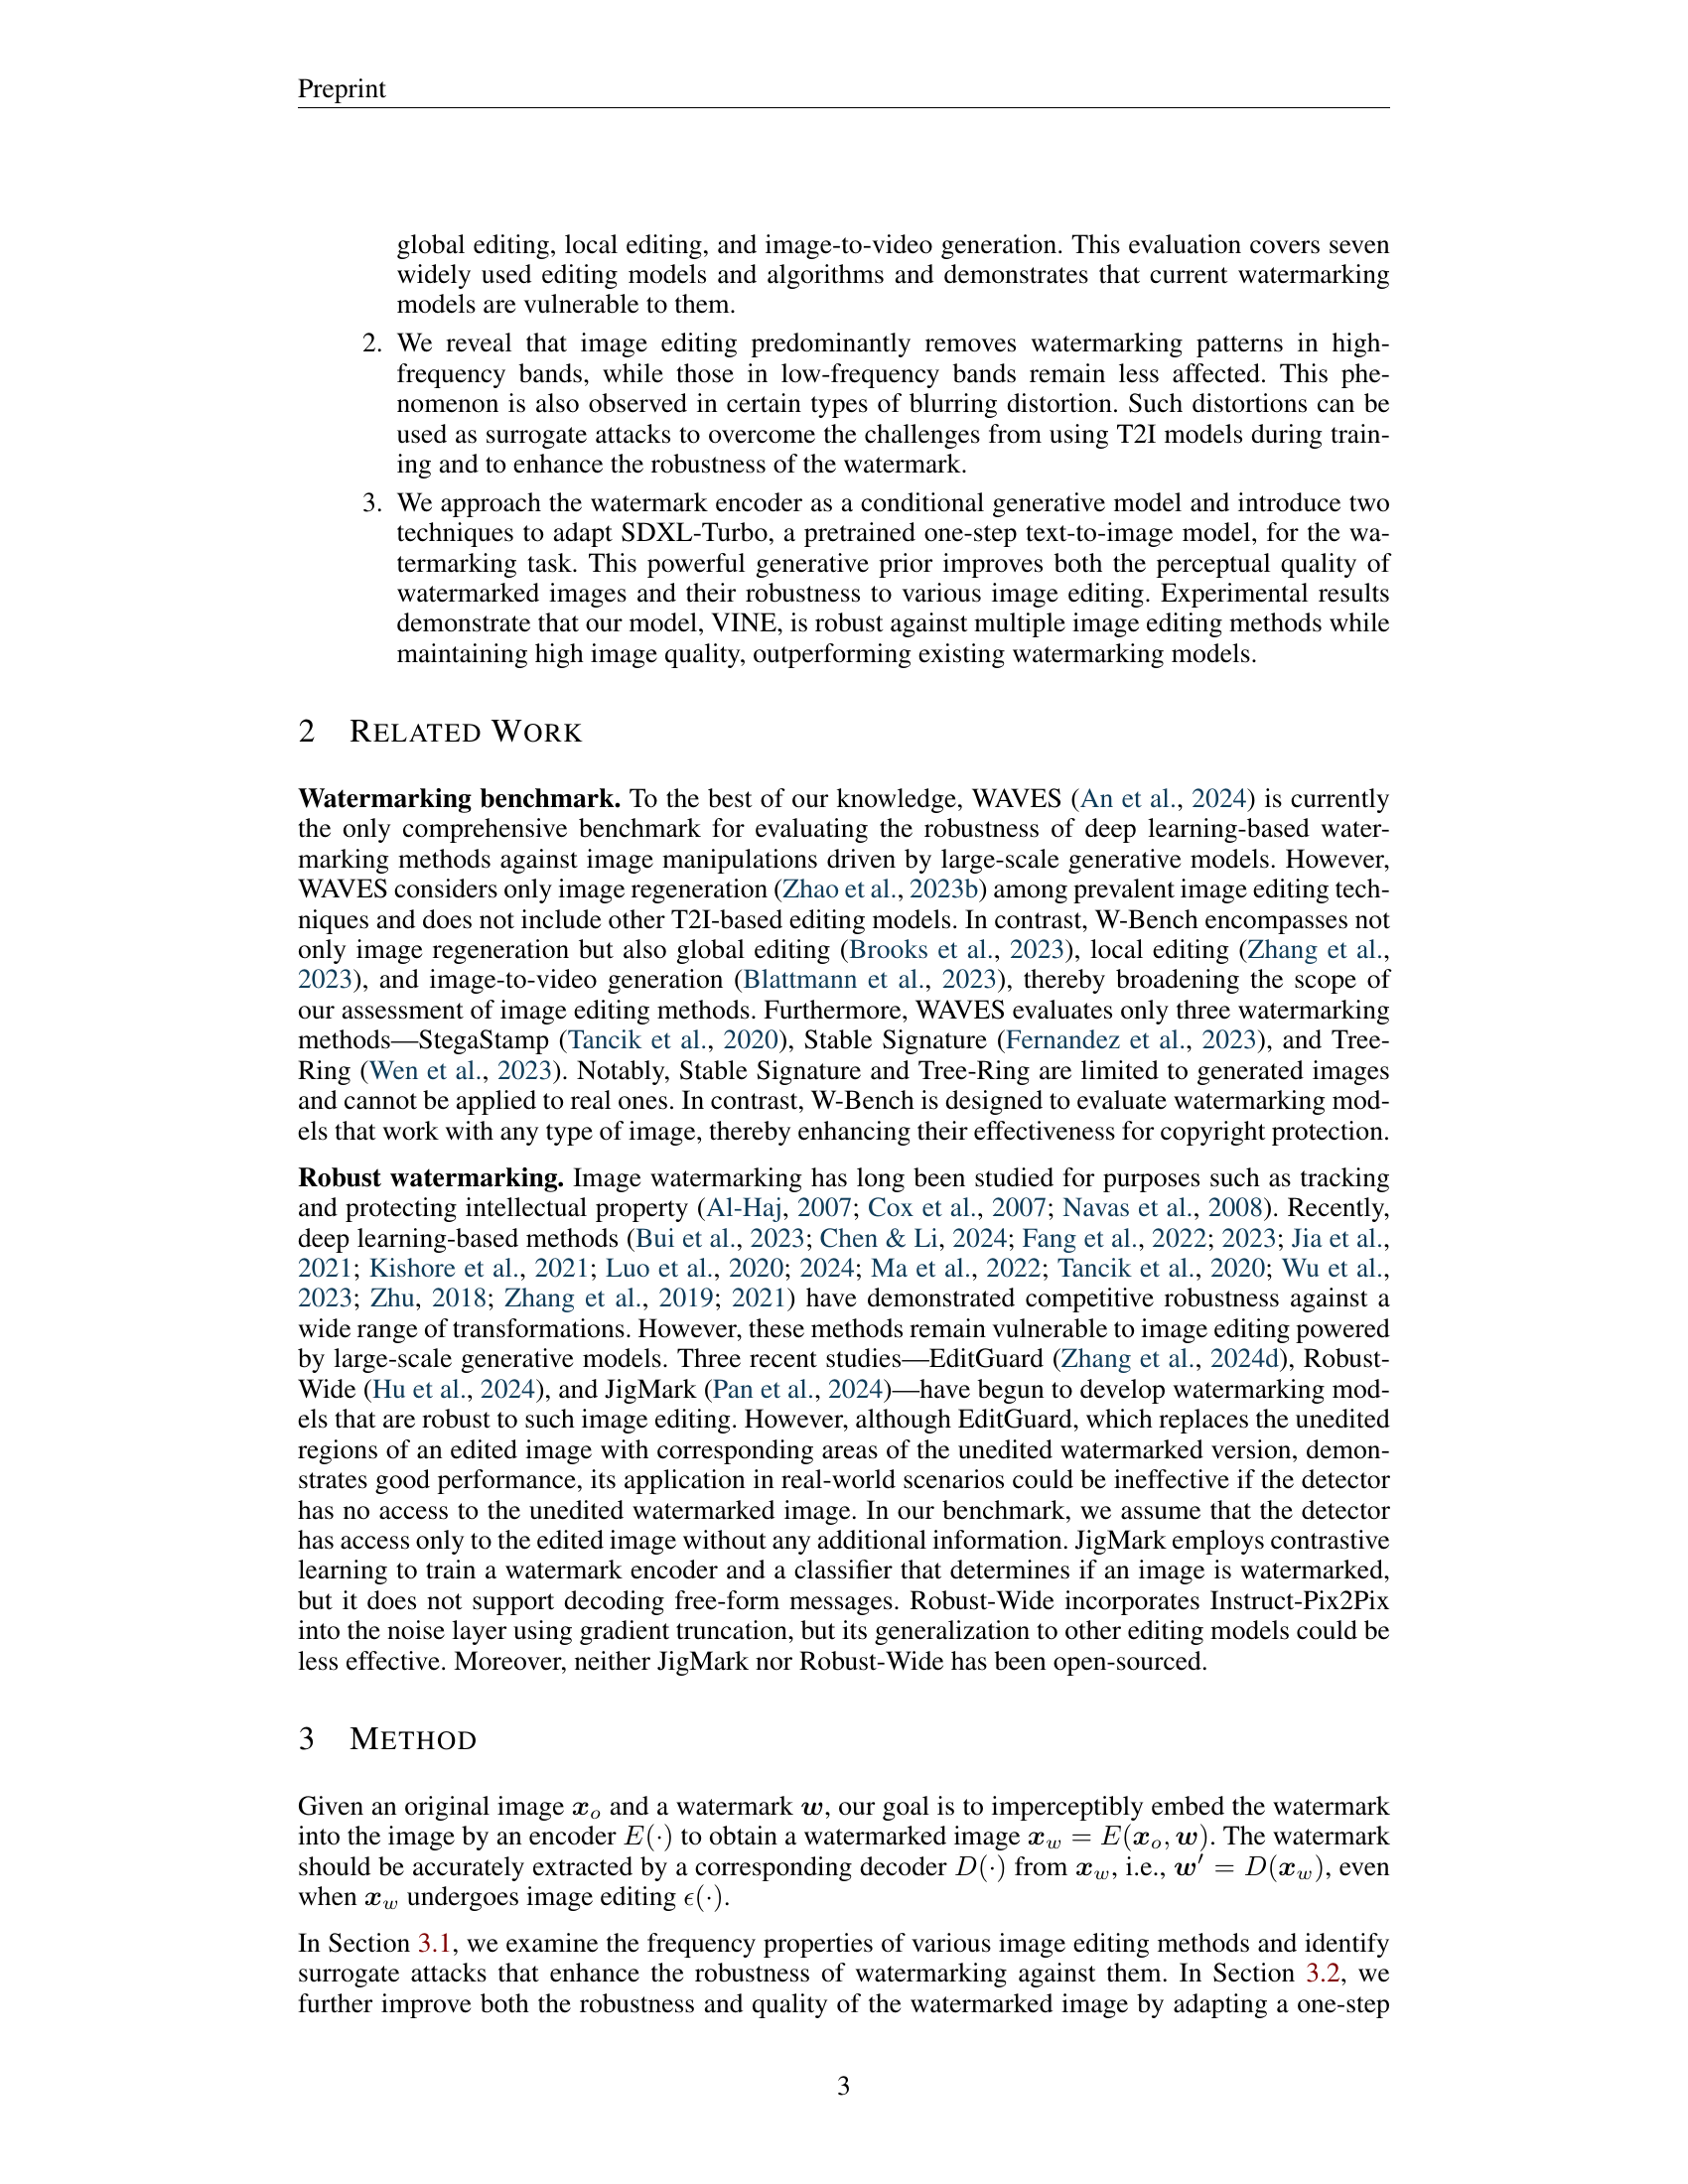 Preprint
global editing, local editing, and image-to-video generation. This evaluation covers seven
widely used editing models and algorithms and demonstrates that current watermarking
models are vulnerable to them.
2. We reveal that image editing predominantly removes watermarking patterns in high-
frequency bands, while those in low-frequency bands remain less affected. This phe-
nomenon is also observed in certain types of blurring distortion. Such distortions can be
used as surrogate attacks to overcome the challenges from using T2I models during train-
ing and to enhance the robustness of the watermark.
3. We approach the watermark encoder as a conditional generative model and introduce two
techniques to adapt SDXL-Turbo, a pretrained one-step text-to-image model, for the wa-
termarking task. This powerful generative prior improves both the perceptual quality of
watermarked images and their robustness to various image editing. Experimental results
demonstrate that our model, VINE, is robust against multiple image editing methods while
maintaining high image quality, outperforming existing watermarking models.
2 RELATED WORK
Watermarking benchmark. To the best of our knowledge, WAVES (An et al., 2024) is currently
the only comprehensive benchmark for evaluating the robustness of deep learning-based water-
marking methods against image manipulations driven by large-scale generative models. However,
WAVES considers only image regeneration (Zhao et al., 2023b) among prevalent image editing tech-
niques and does not include other T2I-based editing models. In contrast, W-Bench encompasses not
only image regeneration but also global editing (Brooks et al., 2023), local editing (Zhang et al.,
2023), and image-to-video generation (Blattmann et al., 2023), thereby broadening the scope of
our assessment of image editing methods. Furthermore, WAVES evaluates only three watermarking
methods—StegaStamp (Tancik et al., 2020), Stable Signature (Fernandez et al., 2023), and Tree-
Ring (Wen et al., 2023). Notably, Stable Signature and Tree-Ring are limited to generated images
and cannot be applied to real ones. In contrast, W-Bench is designed to evaluate watermarking mod-
els that work with any type of image, thereby enhancing their effectiveness for copyright protection.
Robust watermarking. Image watermarking has long been studied for purposes such as tracking
and protecting intellectual property (Al-Haj, 2007; Cox et al., 2007; Navas et al., 2008). Recently,
deep learning-based methods (Bui et al., 2023; Chen & Li, 2024; Fang et al., 2022; 2023; Jia et al.,
2021; Kishore et al., 2021; Luo et al., 2020; 2024; Ma et al., 2022; Tancik et al., 2020; Wu et al.,
2023; Zhu, 2018; Zhang et al., 2019; 2021) have demonstrated competitive robustness against a
wide range of transformations. However, these methods remain vulnerable to image editing powered
by large-scale generative models. Three recent studies—EditGuard (Zhang et al., 2024d), Robust-
Wide (Hu et al., 2024), and JigMark (Pan et al., 2024)—have begun to develop watermarking mod-
els that are robust to such image editing. However, although EditGuard, which replaces the unedited
regions of an edited image with corresponding areas of the unedited watermarked version, demon-
strates good performance, its application in real-world scenarios could be ineffective if the detector
has no access to the unedited watermarked image. In our benchmark, we assume that the detector
has access only to the edited image without any additional information. JigMark employs contrastive
learning to train a watermark encoder and a classifier that determines if an image is watermarked,
but it does not support decoding free-form messages. Robust-Wide incorporates Instruct-Pix2Pix
into the noise layer using gradient truncation, but its generalization to other editing models could be
less effective. Moreover, neither JigMark nor Robust-Wide has been open-sourced.
3 METHOD
Given an original image 𝒙ₒ and a watermark 𝒘, our goal is to imperceptibly embed the watermark
into the image by an encoder E(·) to obtain a watermarked image 𝒙_w = E(𝒙ₒ, 𝒘). The watermark
should be accurately extracted by a corresponding decoder D(·) from 𝒙_w, i.e., 𝒘′ = D(𝒙_w), even
when 𝒙_w undergoes image editing ϵ(·).
In Section 3.1, we examine the frequency properties of various image editing methods and identify
surrogate attacks that enhance the robustness of watermarking against them. In Section 3.2, we
further improve both the robustness and quality of the watermarked image by adapting a one-step
3